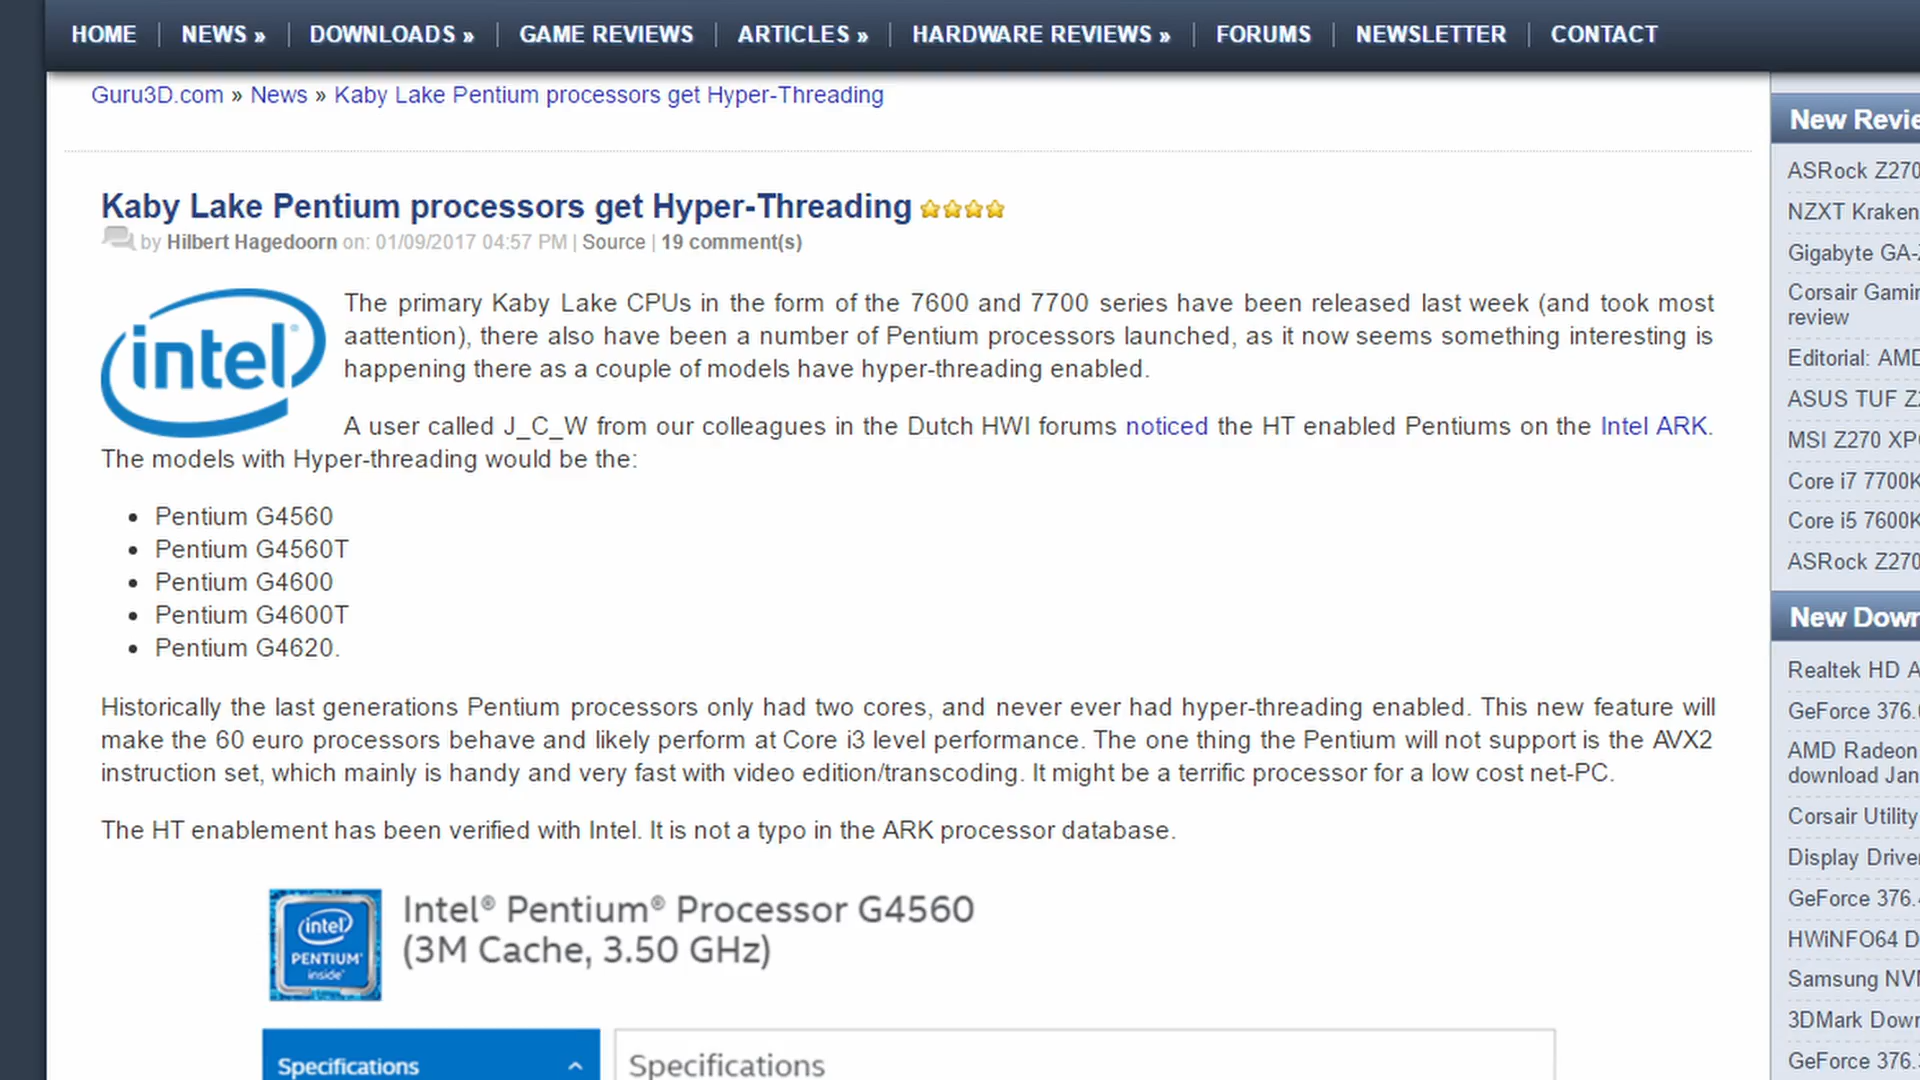 HOME NEWS » DOWNLOADS » GAME REVIEWS ARTICLES » HARDWARE REVIEWS » FORUMS NEWSLETTER CONTACT
Guru3D.com » News » Kaby Lake Pentium processors get Hyper-Threading
Kaby Lake Pentium processors get Hyper-Threading
by Hilbert Hagedoorn on: 01/09/2017 04:57 PM | Source | 19 comment(s)
intel
The primary Kaby Lake CPUs in the form of the 7600 and 7700 series have been released last week (and took most
aattention), there also have been a number of Pentium processors launched, as it now seems something interesting is
happening there as a couple of models have hyper-threading enabled.
A user called J_C_W from our colleagues in the Dutch HWI forums noticed the HT enabled Pentiums on the Intel ARK.
The models with Hyper-threading would be the:
• Pentium G4560
• Pentium G4560T
• Pentium G4600
• Pentium G4600T
• Pentium G4620.
Historically the last generations Pentium processors only had two cores, and never ever had hyper-threading enabled. This new feature will
make the 60 euro processors behave and likely perform at Core i3 level performance. The one thing the Pentium will not support is the AVX2
instruction set, which mainly is handy and very fast with video edition/transcoding. It might be a terrific processor for a low cost net-PC.
The HT enablement has been verified with Intel. It is not a typo in the ARK processor database.
intel
PENTIUM®
inside™
Intel® Pentium® Processor G4560
(3M Cache, 3.50 GHz)
Specifications
Specifications
New Revie
ASRock Z270
NZXT Kraken
Gigabyte GA-
Corsair Gamin
review
Editorial: AMD
ASUS TUF Z
MSI Z270 XP
Core i7 7700K
Core i5 7600K
ASRock Z270
New Down
Realtek HD A
GeForce 376.
AMD Radeon
download Jan
Corsair Utility
Display Driver
GeForce 376.
HWiNFO64 D
Samsung NVM
3DMark Down
GeForce 376.